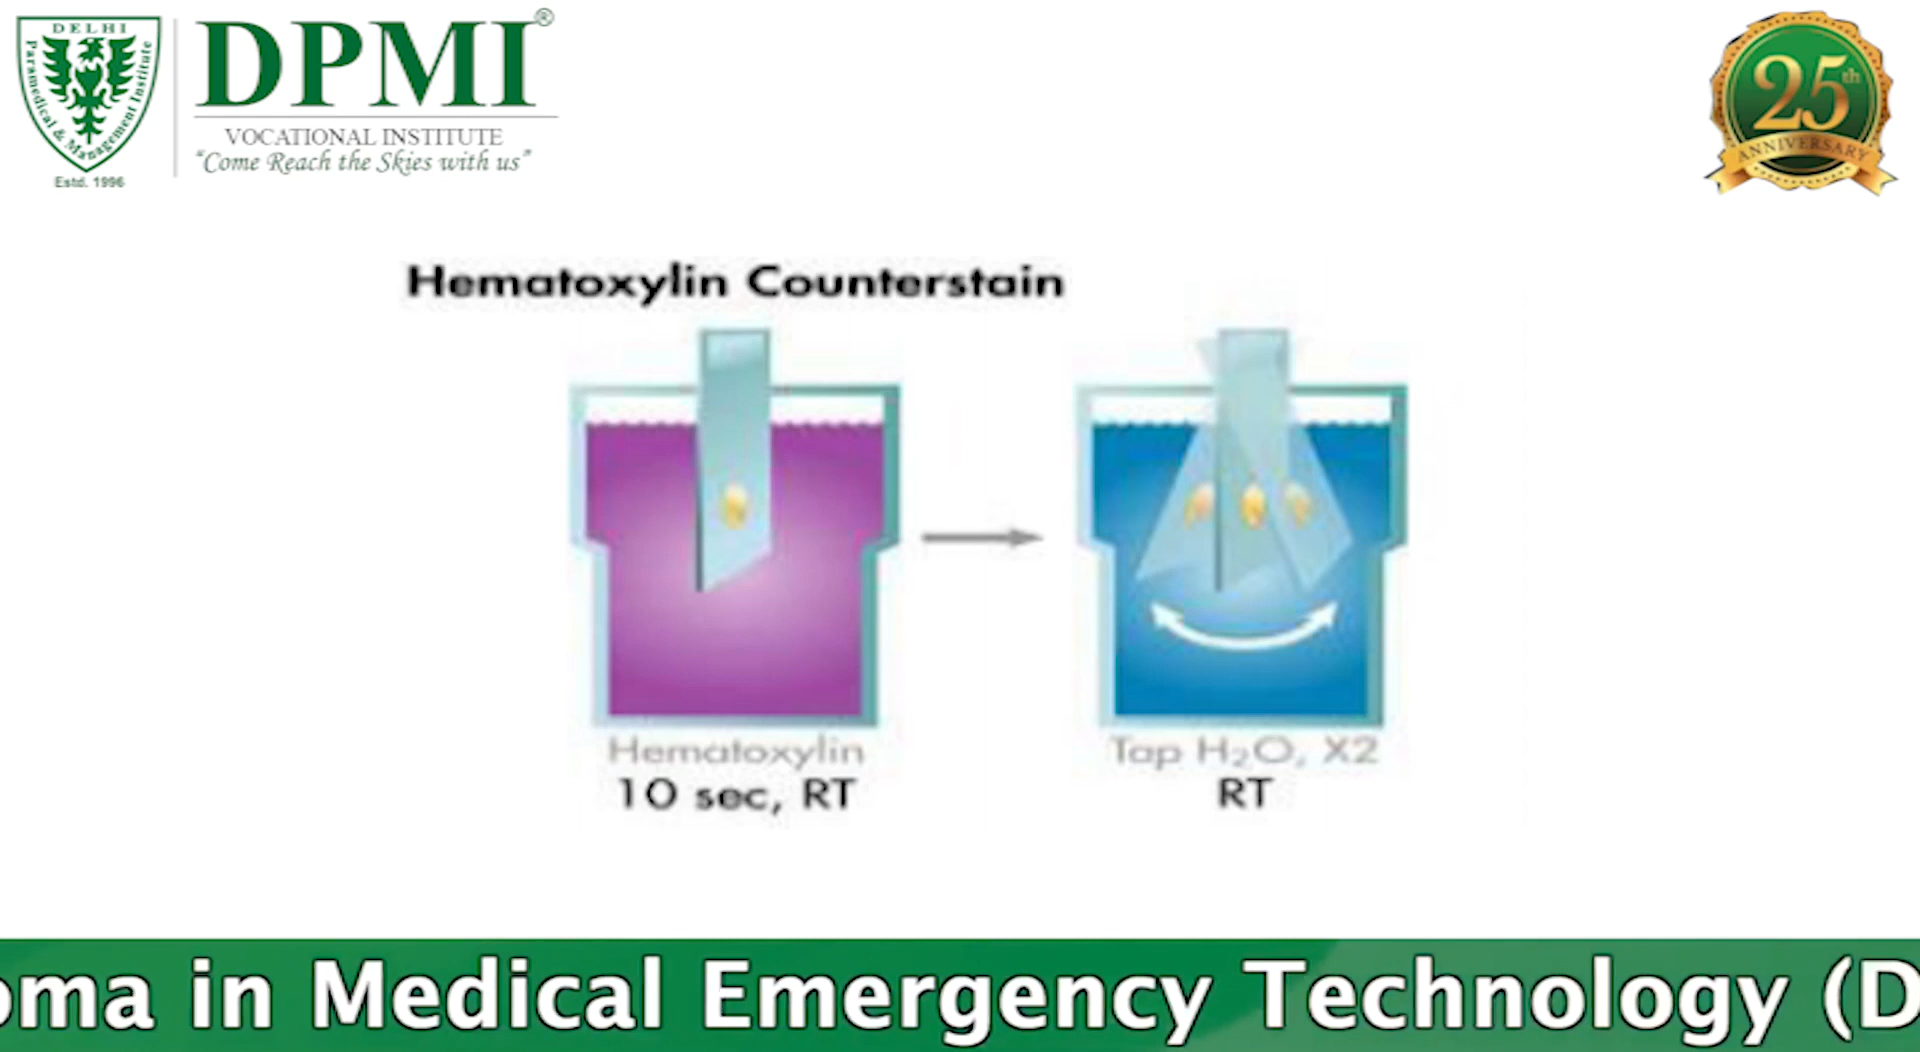 DELHI
Paramedical & Management Institute
Estd. 1996
DPMI®
VOCATIONAL INSTITUTE
"Come Reach the Skies with us"
25th
ANNIVERSARY
Hematoxylin Counterstain
Hematoxylin
10 sec, RT
Tap H₂O, X2
RT
oma in Medical Emergency Technology (D